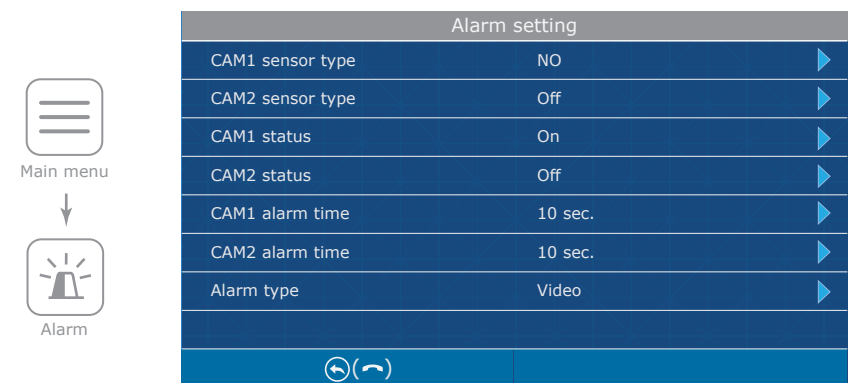 Alarm setting
CAM1 sensor type NO
CAM2 sensor type Off
CAM1 status On
CAM2 status Off
CAM1 alarm time 10 sec.
CAM2 alarm time 10 sec.
Alarm type Video
( )
Main menu
Alarm